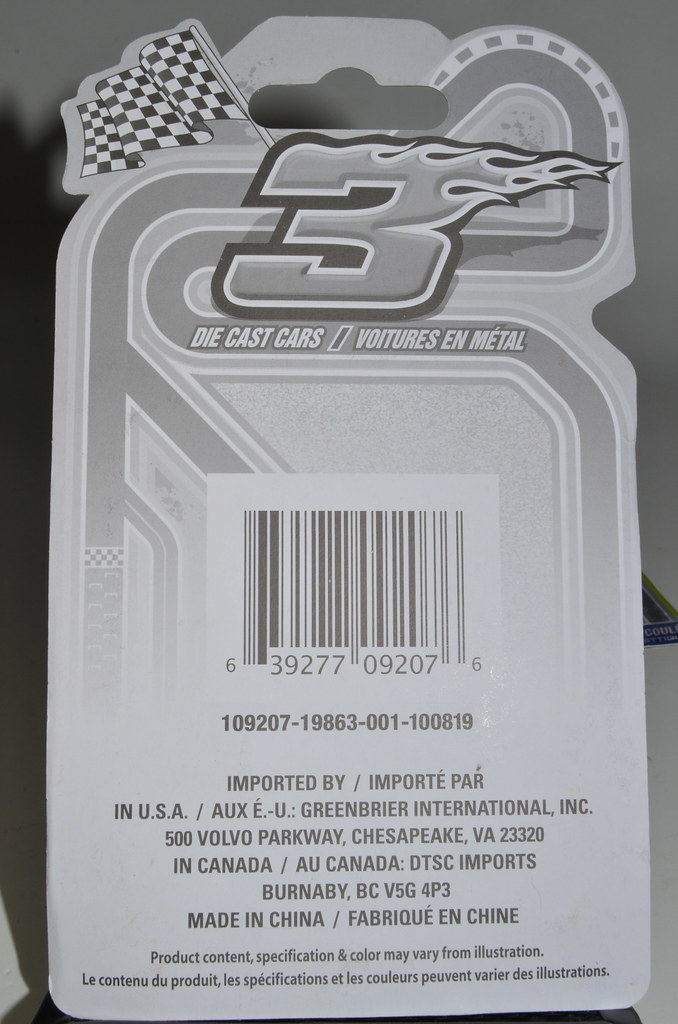 3
DIE CAST CARS / VOITURES EN MÉTAL
6 39277 09207 6
109207-19863-001-100819
IMPORTED BY / IMPORTÉ PAR
IN U.S.A. / AUX É.-U.: GREENBRIER INTERNATIONAL, INC.
500 VOLVO PARKWAY, CHESAPEAKE, VA 23320
IN CANADA / AU CANADA: DTSC IMPORTS
BURNABY, BC V5G 4P3
MADE IN CHINA / FABRIQUÉ EN CHINE
Product content, specification & color may vary from illustration.
Le contenu du produit, les spécifications et les couleurs peuvent varier des illustrations.